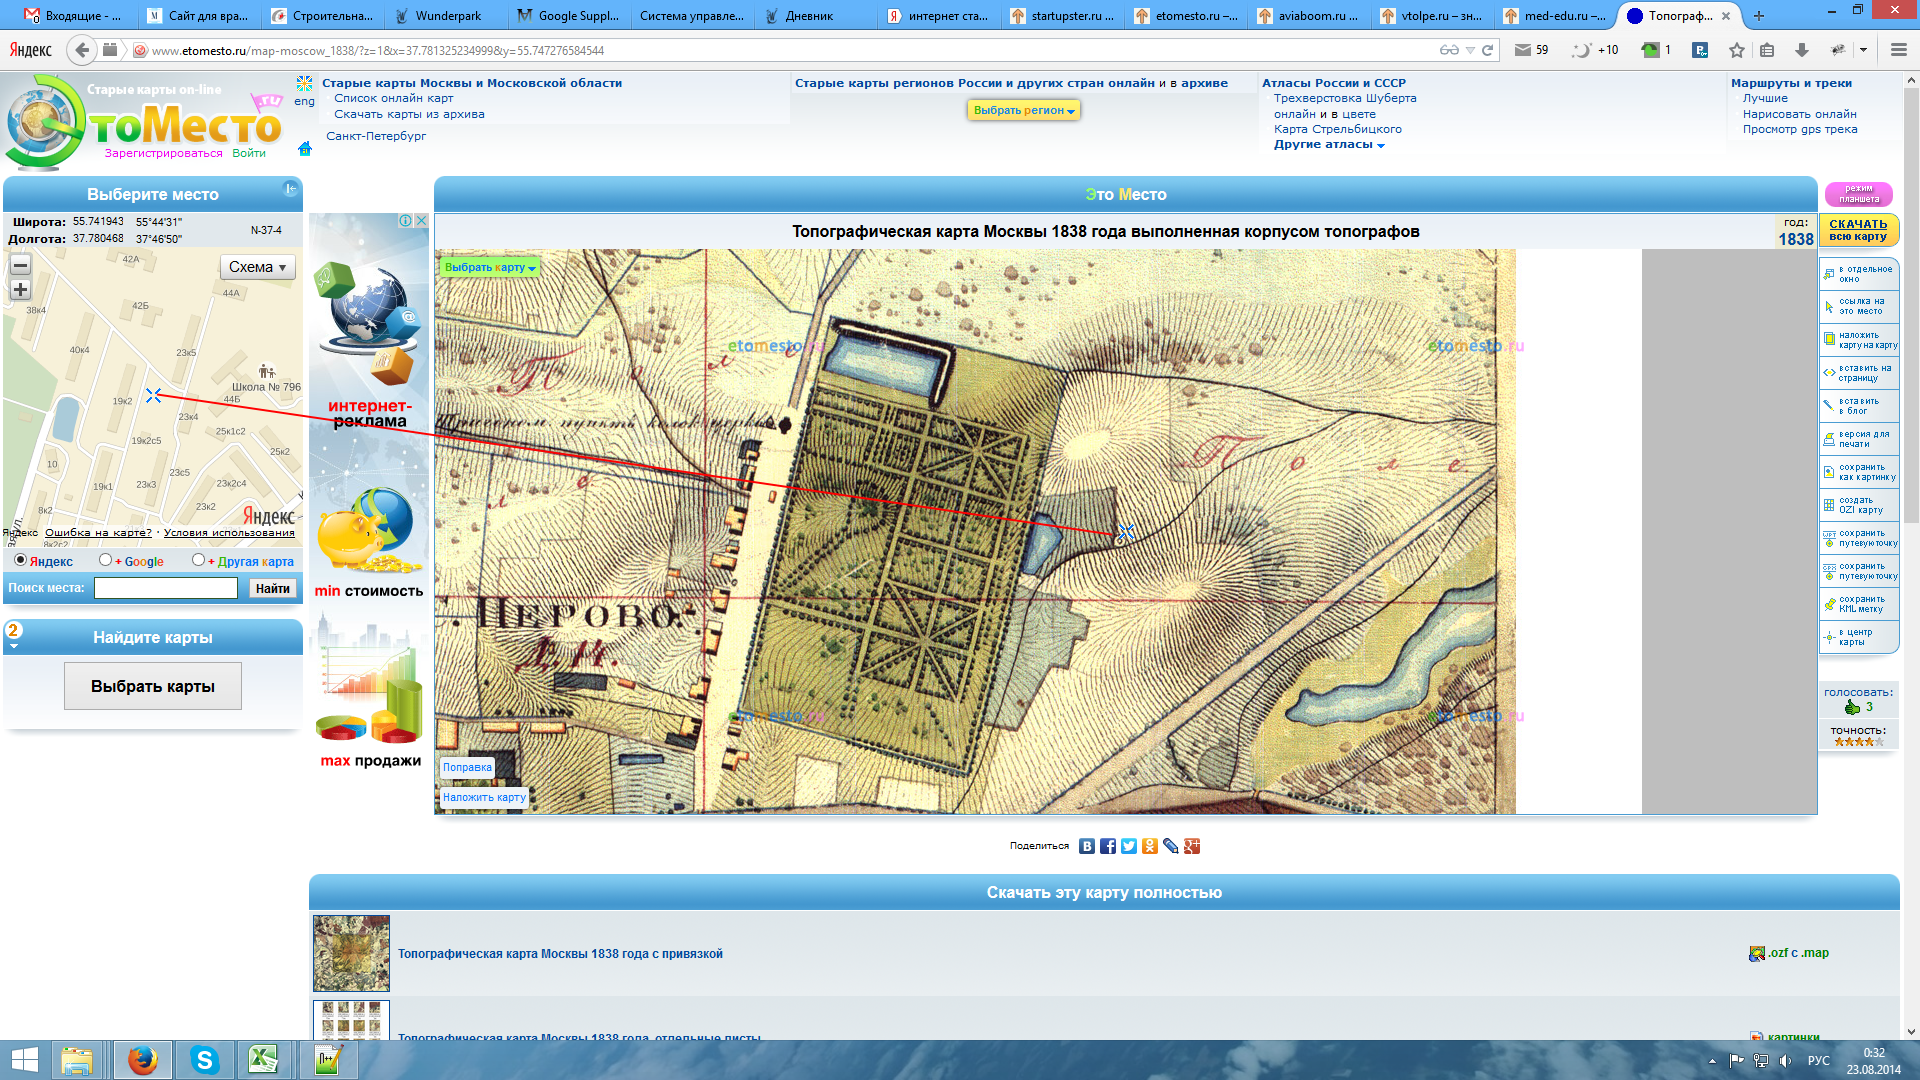 Входящие - ...
0
Сайт для вра...
Строительна...
Wunderpark
Google Suppl...
Система управле...
Дневник
интернет ста...
startupster.ru ...
etomesto.ru –...
aviaboom.ru ...
vtolpe.ru – зн...
med-edu.ru –...
Топограф...
Яндекс
www.etomesto.ru/map-moscow_1838/?z=1&x=37.781325234999&y=55.747276584544
59
+10
1
Старые карты on-line
.ru
тоМесто
Зарегистрироваться Войти
eng
Старые карты Москвы и Московской области
Список онлайн карт
Скачать карты из архива
Санкт-Петербург
Старые карты регионов России и других стран онлайн и в архиве
Выбрать регион
Атласы России и СССР
Трехверстовка Шуберта
онлайн и в цвете
Карта Стрельбицкого
Другие атласы
Маршруты и треки
Лучшие
Нарисовать онлайн
Просмотр gps трека
Выберите место
Широта: 55.741943 55°44'31"
Долгота: 37.780468 37°46'50"
N-37-4
Схема
42А
44А
42Б
38к4
40к4
23к5
Школа № 796
19к2
44Б
23к4
25к1с2
19к2с5
25к2
10
23с5
19к1
23к3
23к2с4
23к2
8к2
8к2с2
Яндекс
Яндекс Ошибка на карте? · Условия использования
Яндекс + Google + Другая карта
Поиск места: Найти
2
Найдите карты
Выбрать карты
интернет-
реклама
min стоимость
max продажи
Это Место
Топографическая карта Москвы 1838 года выполненная корпусом топографов
год:
1838
Выбрать карту
etomesto.ru
etomesto.ru
П о л е
П о л е
ПЕРОВО.
Д. 14.
etomesto.ru
etomesto.ru
Поправка
Наложить карту
режим
планшета
СКАЧАТЬ
всю карту
в отдельное
окно
ссылка на
это место
наложить
карту на карту
вставить на
страницу
вставить
в блог
версия для
печати
сохранить
как картинку
создать
OZI карту
сохранить
путевую точку
сохранить
путевую точку
сохранить
KML метку
в центр
карты
голосовать:
3
точность:
Поделиться
Скачать эту карту полностью
Топографическая карта Москвы 1838 года с привязкой
.ozf с .map
Топографическая карта Москвы 1838 года, отдельные листы
картинки
РУС
0:32
23.08.2014